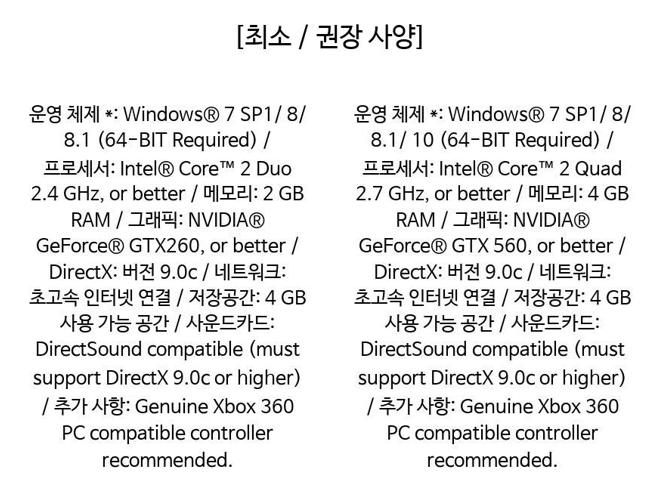 [최소 / 권장 사양]
운영 체제 *: Windows® 7 SP1/ 8/
8.1 (64-BIT Required) /
프로세서: Intel® Core™ 2 Duo
2.4 GHz, or better / 메모리: 2 GB
RAM / 그래픽: NVIDIA®
GeForce® GTX260, or better /
DirectX: 버전 9.0c / 네트워크:
초고속 인터넷 연결 / 저장공간: 4 GB
사용 가능 공간 / 사운드카드:
DirectSound compatible (must
support DirectX 9.0c or higher)
/ 추가 사항: Genuine Xbox 360
PC compatible controller
recommended.
운영 체제 *: Windows® 7 SP1/ 8/
8.1/ 10 (64-BIT Required) /
프로세서: Intel® Core™ 2 Quad
2.7 GHz, or better / 메모리: 4 GB
RAM / 그래픽: NVIDIA®
GeForce® GTX 560, or better /
DirectX: 버전 9.0c / 네트워크:
초고속 인터넷 연결 / 저장공간: 4 GB
사용 가능 공간 / 사운드카드:
DirectSound compatible (must
support DirectX 9.0c or higher)
/ 추가 사항: Genuine Xbox 360
PC compatible controller
recommended.